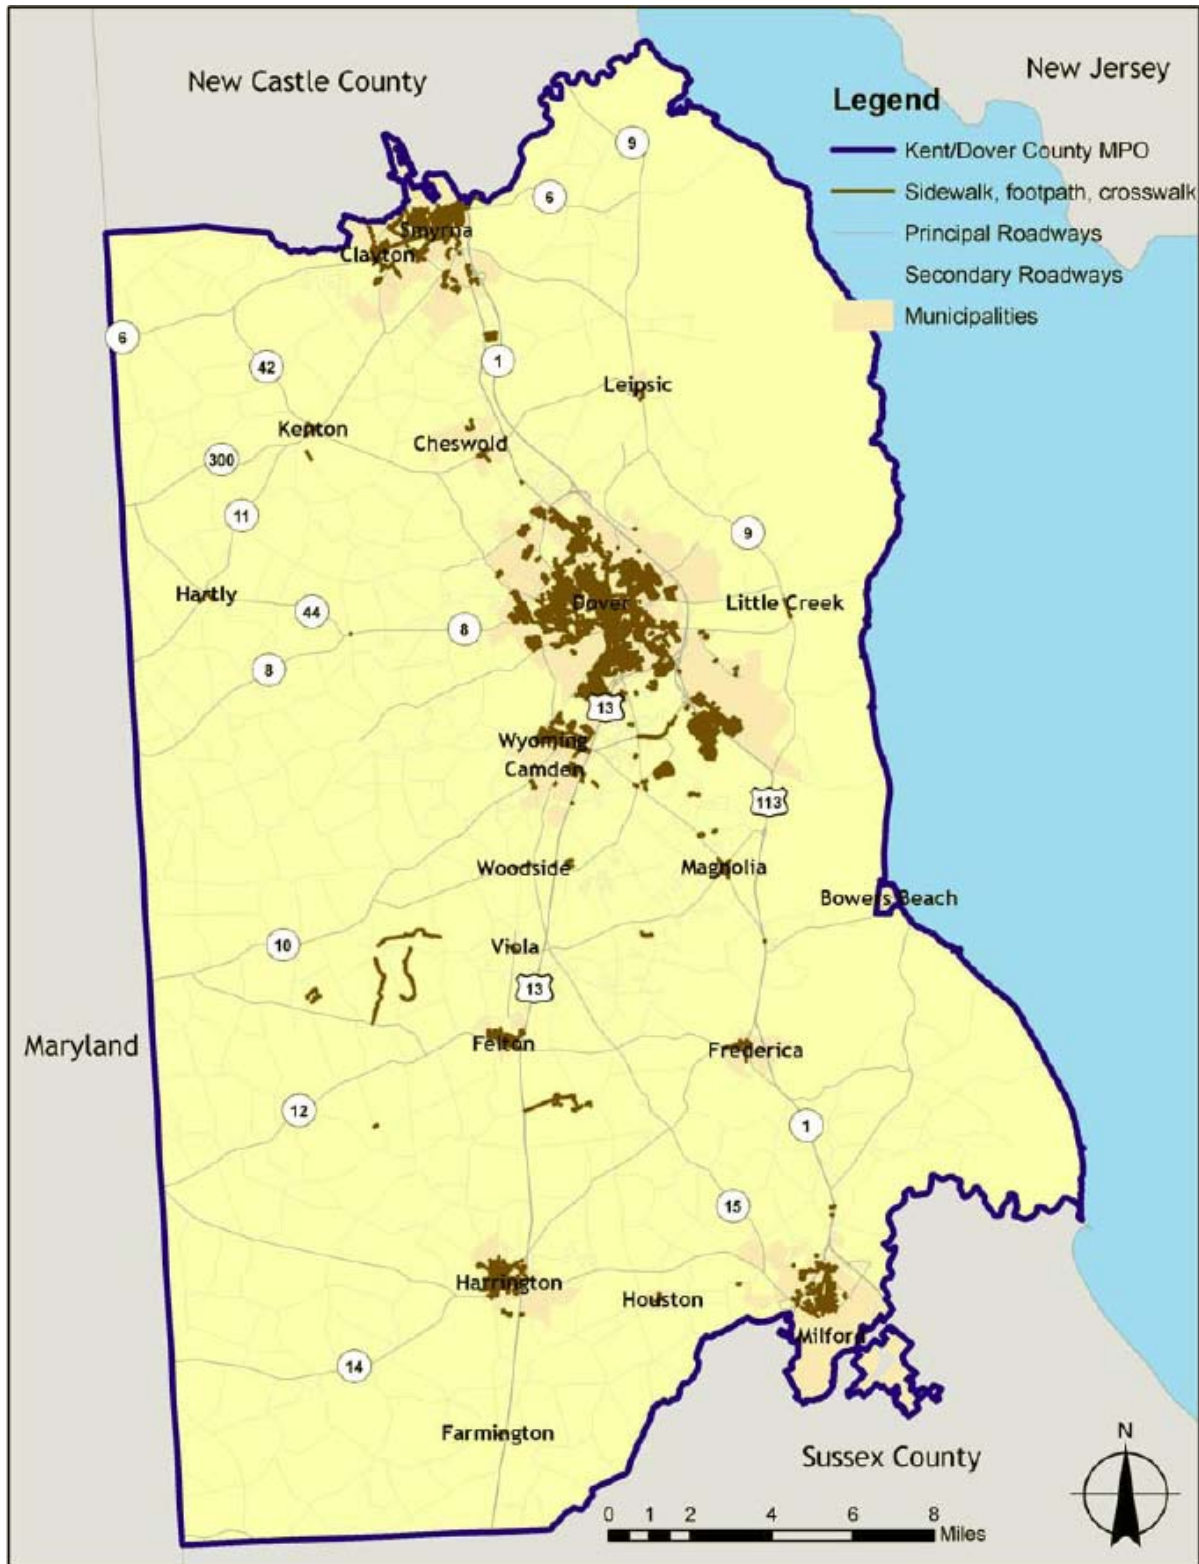 New Castle County
New Jersey
Legend
Kent/Dover County MPO
Sidewalk, footpath, crosswalk
Principal Roadways
Secondary Roadways
Municipalities
9
6
Smyrna
Clayton
6
42
1
Leipsic
Kenton
Cheswold
300
11
9
Hartly
44
8
Dover
Little Creek
8
13
Wyoming
Camden
113
Woodside
Magnolia
Bowers Beach
10
Viola
13
Maryland
Felton
Frederica
12
1
15
Harrington
Houston
Milford
14
Farmington
Sussex County
N
0 1 2 4 6 8
Miles